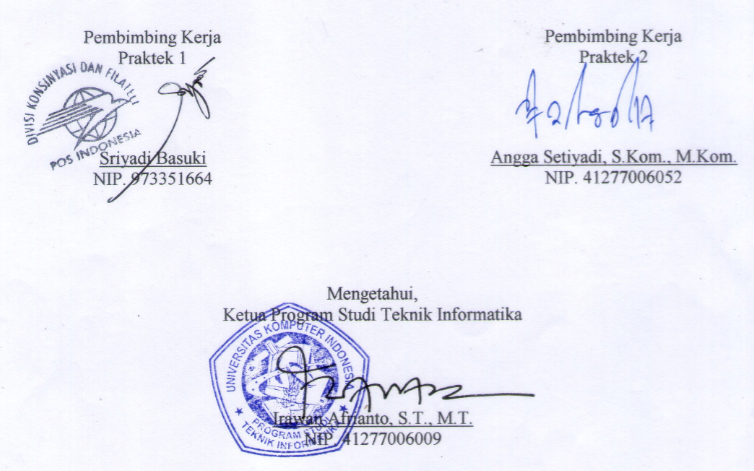 Pembimbing Kerja
Praktek 1
DIVISI KONSINYASI DAN FILATELI
POS INDONESIA
Sriyadi Basuki
NIP. 973351664
Pembimbing Kerja
Praktek 2
Angga Setiyadi, S.Kom., M.Kom.
NIP. 41277006052
Mengetahui,
Ketua Program Studi Teknik Informatika
UNIVERSITAS KOMPUTER INDONESIA
PROGRAM STUDI
TEKNIK INFORMATIKA
Irawan Afrianto, S.T., M.T.
NIP. 41277006009